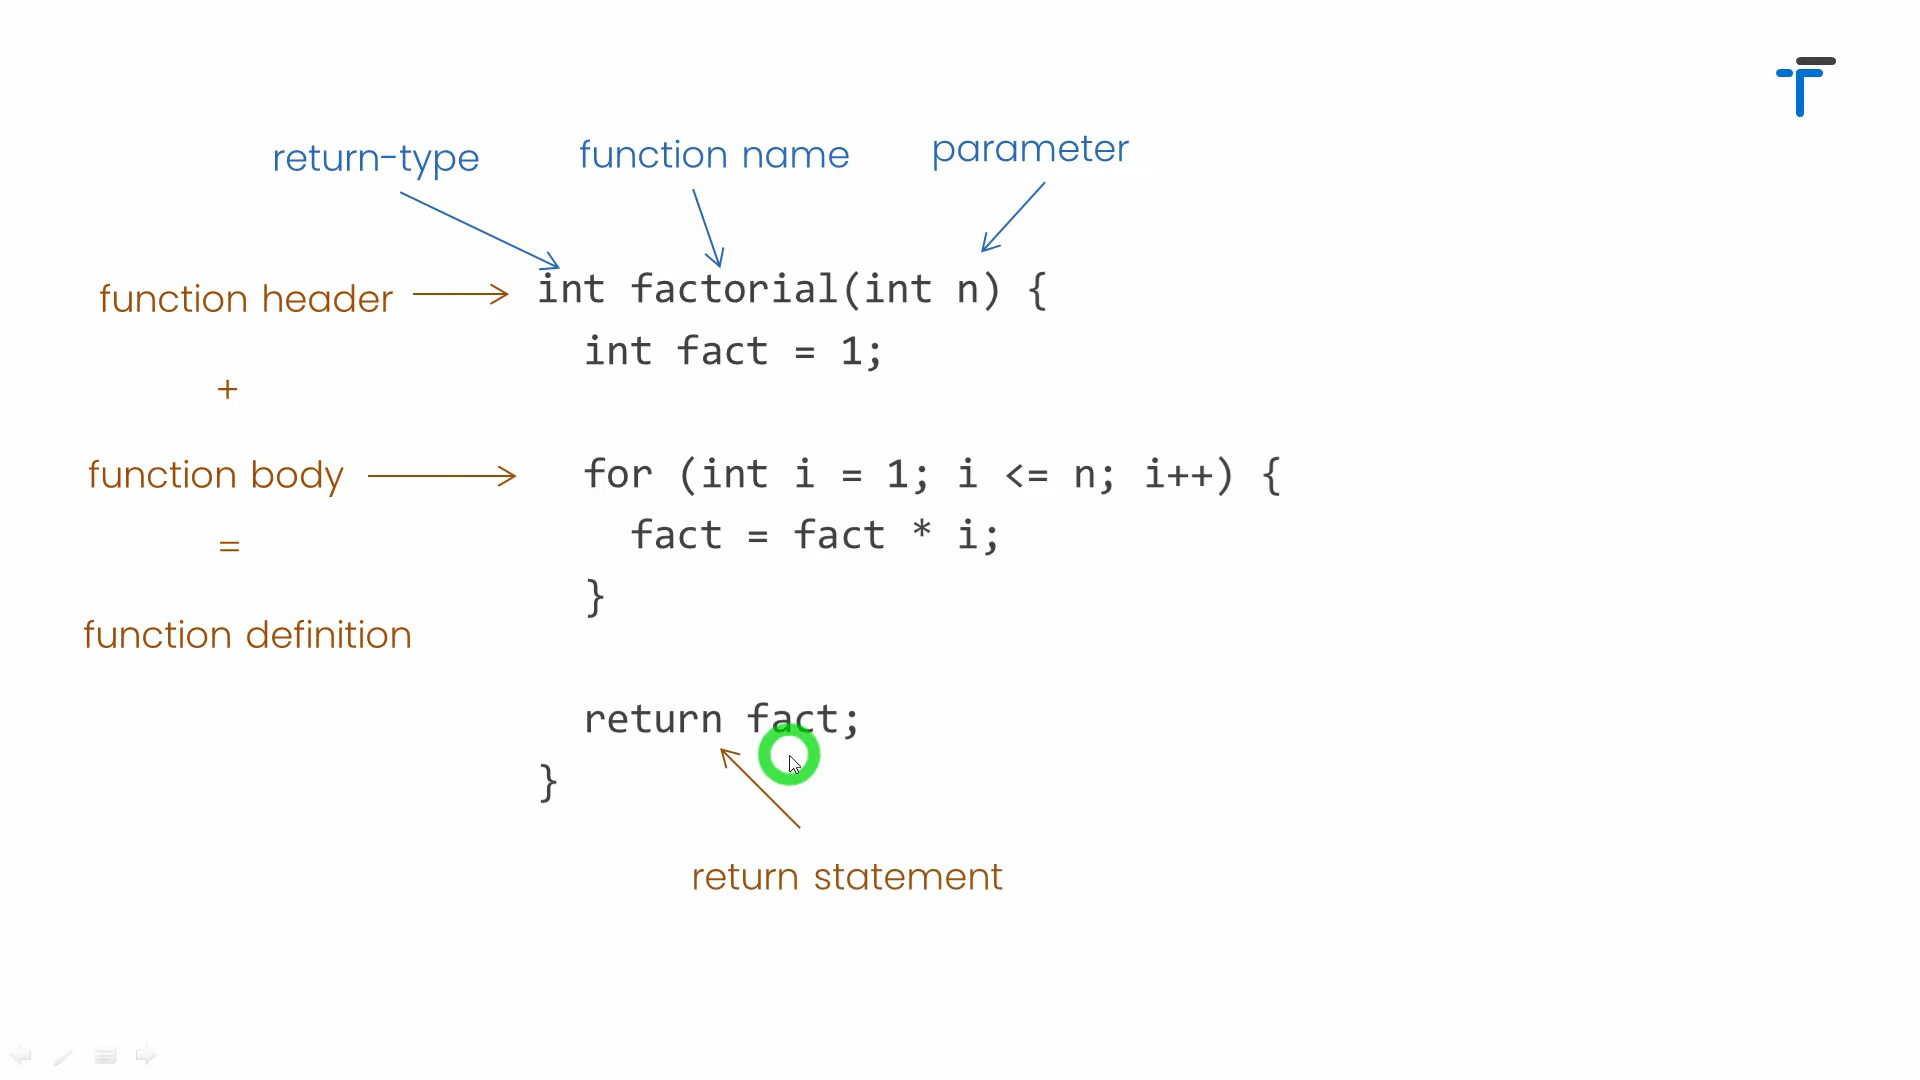 return-type function name parameter
function header int factorial(int n) {
int fact = 1;
+
function body for (int i = 1; i <= n; i++) {
fact = fact * i;
=
}
function definition
return fact;
}
return statement